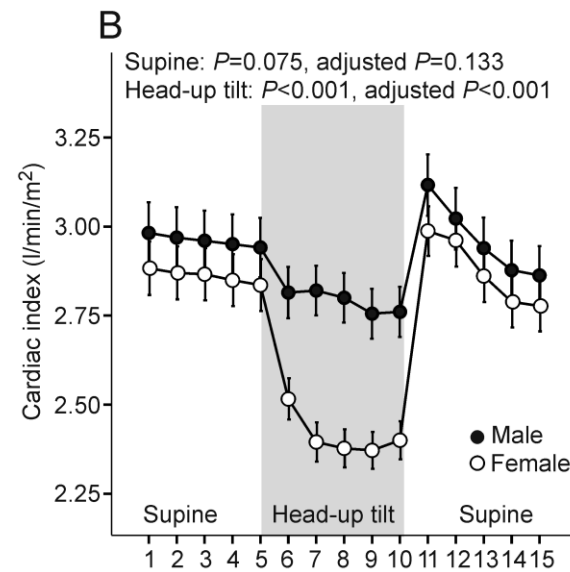 B
Supine: P=0.075, adjusted P=0.133
Head-up tilt: P<0.001, adjusted P<0.001
Cardiac index (l/min/m²)
3.25
3.00
2.75
2.50
2.25
Male
Female
Supine Head-up tilt Supine
1 2 3 4 5 6 7 8 9 10 11 12 13 14 15